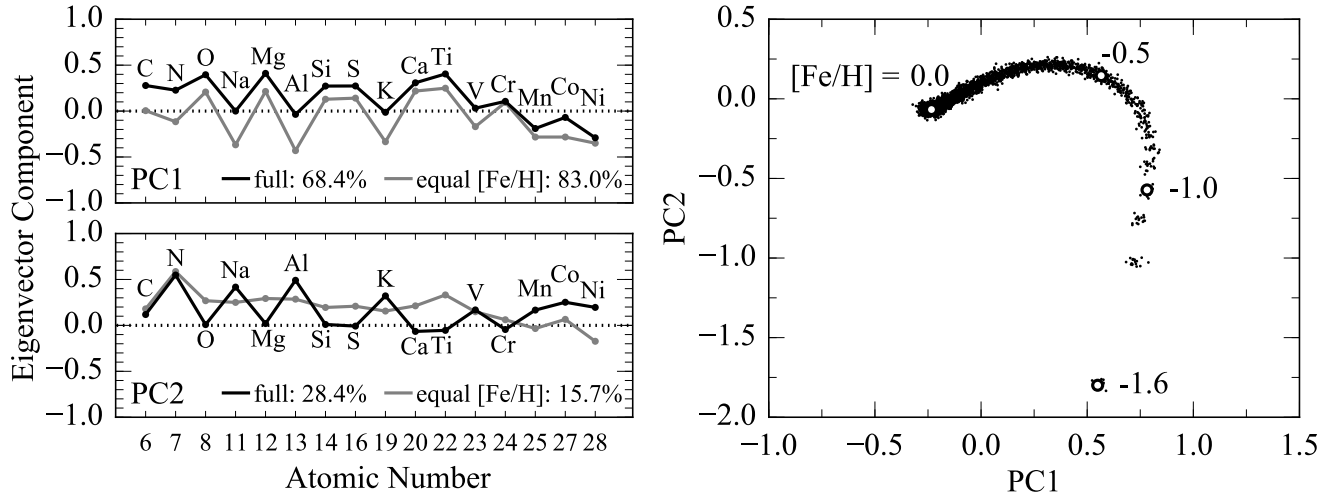 Eigenvector Component
1.0
0.5
0.0
−0.5
−1.0
C N O Na Mg Al Si S K Ca Ti V Cr Mn Co Ni
PC1 full: 68.4% equal [Fe/H]: 83.0%
1.0
0.5
0.0
−0.5
−1.0
C N O Na Mg Al Si S K Ca Ti V Cr Mn Co Ni
PC2 full: 28.4% equal [Fe/H]: 15.7%
6 7 8 11 12 13 14 16 19 20 22 23 24 25 27 28
Atomic Number
PC2
0.5
0.0
−0.5
−1.0
−1.5
−2.0
[Fe/H] = 0.0
-0.5
-1.0
-1.6
−1.0 −0.5 0.0 0.5 1.0 1.5
PC1